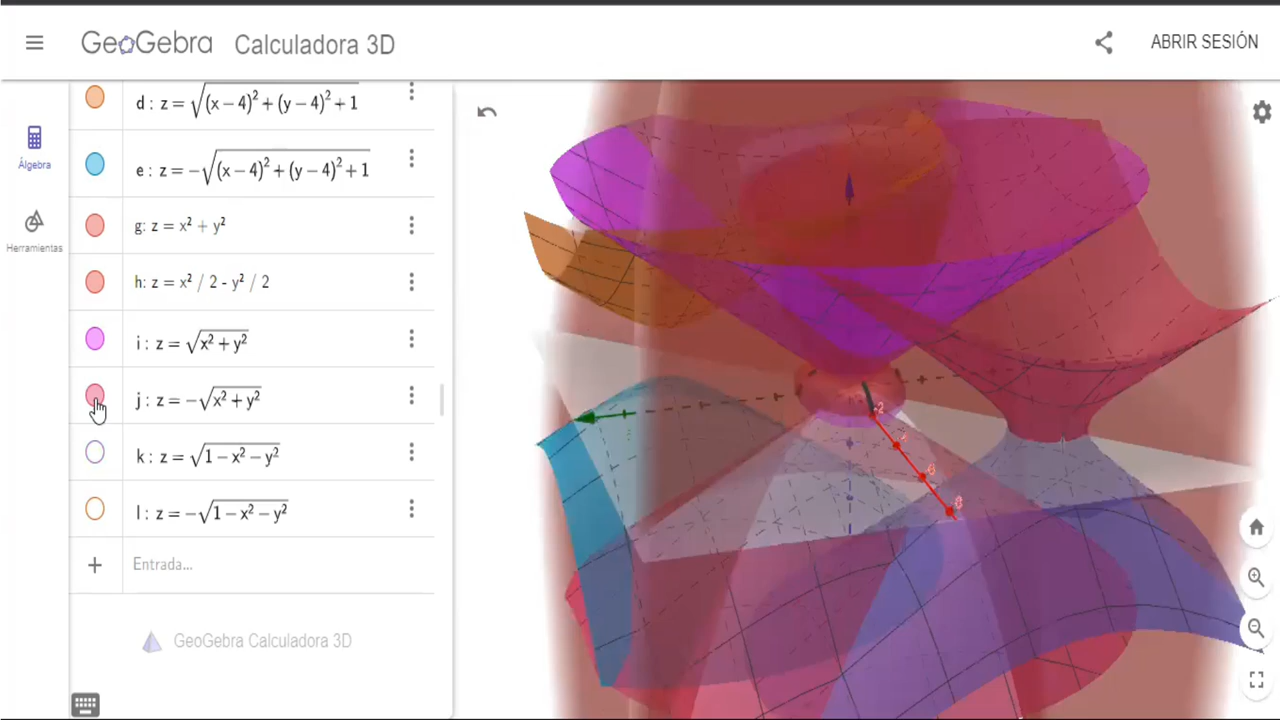 GeoGebra Calculadora 3D
ABRIR SESIÓN
Álgebra
Herramientas
d : z = √(x – 4)² + (y – 4)² + 1
e : z = –√(x – 4)² + (y – 4)² + 1
g: z = x² + y²
h: z = x² / 2 - y² / 2
i : z = √x² + y²
j : z = –√x² + y²
k : z = √1 – x² – y²
l : z = –√1 – x² – y²
Entrada...
GeoGebra Calculadora 3D